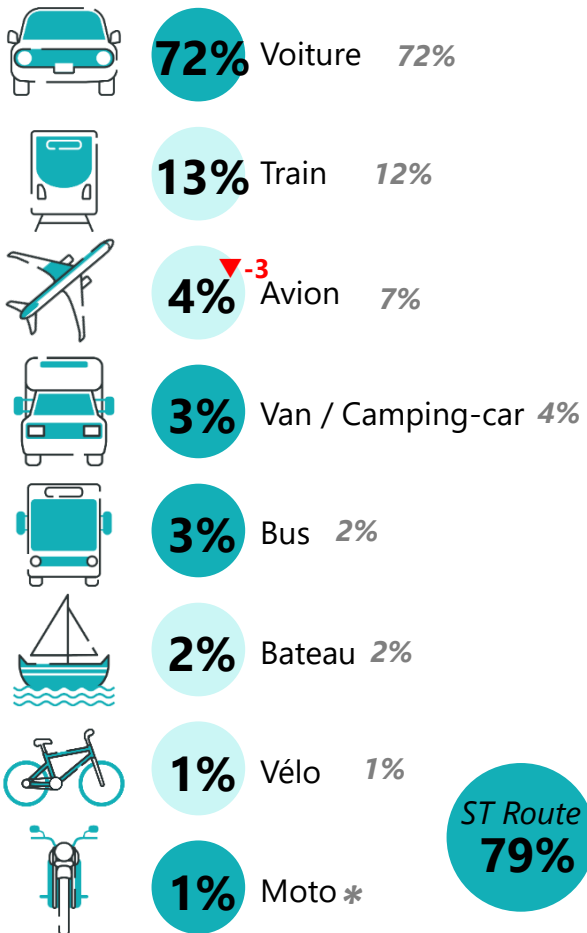 72% Voiture 72%
13% Train 12%
▼-3
4% Avion 7%
3% Van / Camping-car 4%
3% Bus 2%
2% Bateau 2%
1% Vélo 1%
ST Route
79%
1% Moto *